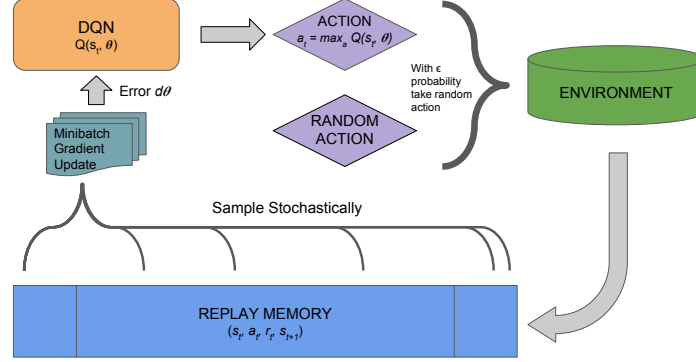 DQN
Q(sₜ, θ)
ACTION
aₜ = maxₐ Q(sₜ, θ)
With ϵ
probability
take random
action
ENVIRONMENT
Error dθ
RANDOM
ACTION
Minibatch
Gradient
Update
Sample Stochastically
REPLAY MEMORY
(sₜ, aₜ, rₜ, sₜ₊₁)